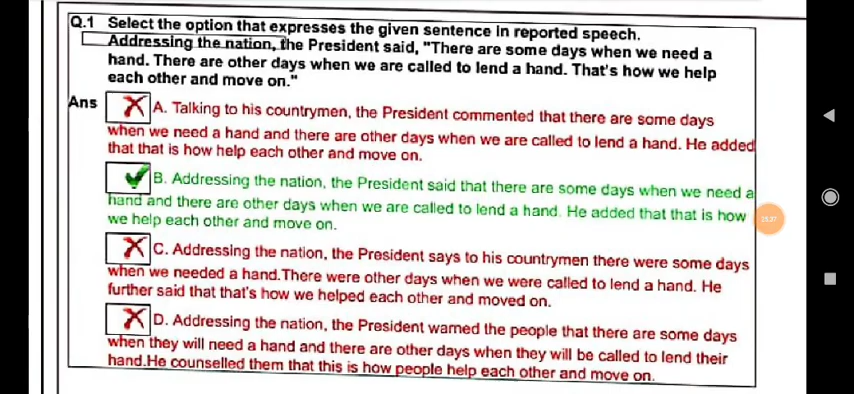 Q.1 Select the option that expresses the given sentence in reported speech.
Addressing the nation, the President said, "There are some days when we need a
hand. There are other days when we are called to lend a hand. That's how we help
each other and move on."
Ans A. Talking to his countrymen, the President commented that there are some days
when we need a hand and there are other days when we are called to lend a hand. He added
that that is how help each other and move on.
B. Addressing the nation, the President said that there are some days when we need a
hand and there are other days when we are called to lend a hand. He added that that is how
we help each other and move on.
C. Addressing the nation, the President says to his countrymen there were some days
when we needed a hand.There were other days when we were called to lend a hand. He
further said that that's how we helped each other and moved on.
D. Addressing the nation, the President warned the people that there are some days
when they will need a hand and there are other days when they will be called to lend their
hand.He counselled them that this is how people help each other and move on.